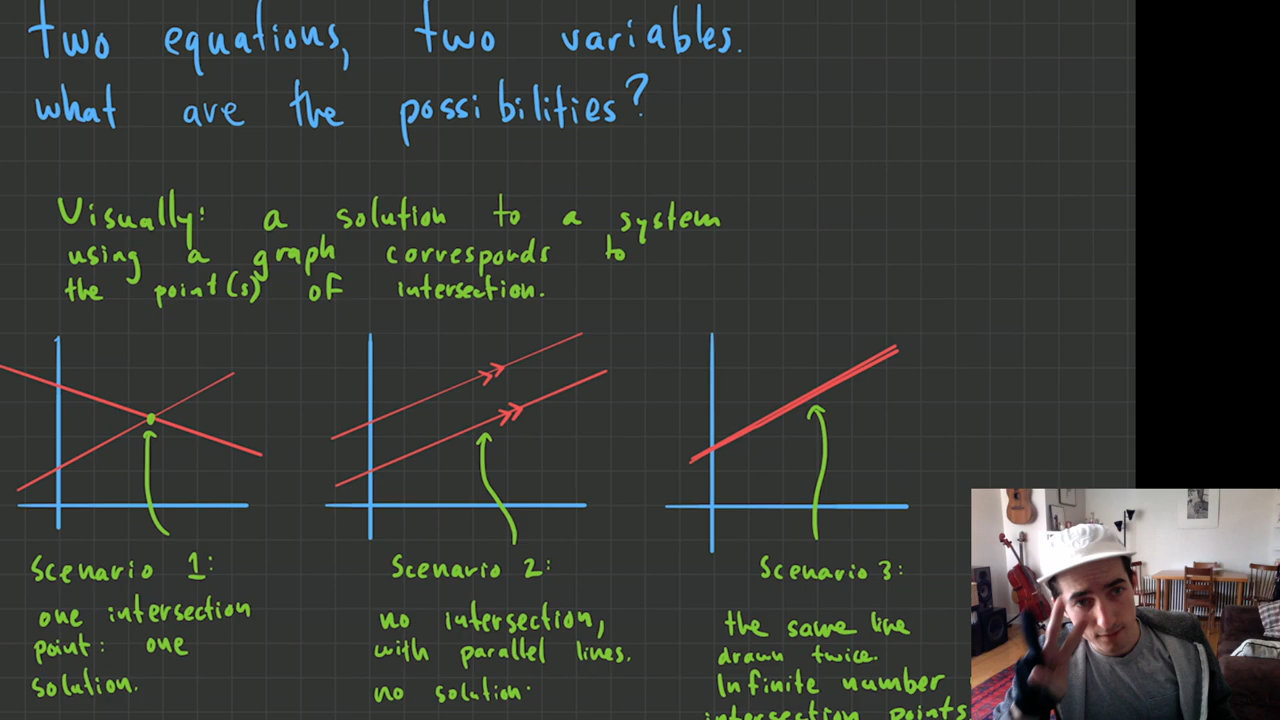 two equations, two variables.
what are the possibilities?
Visually: a solution to a system
using a graph corresponds to
the point(s) of intersection.
Scenario 1:
one intersection
point: one
solution.
Scenario 2:
no intersection,
with parallel lines.
no solution.
Scenario 3:
the same line
drawn twice.
Infinite number
intersection points